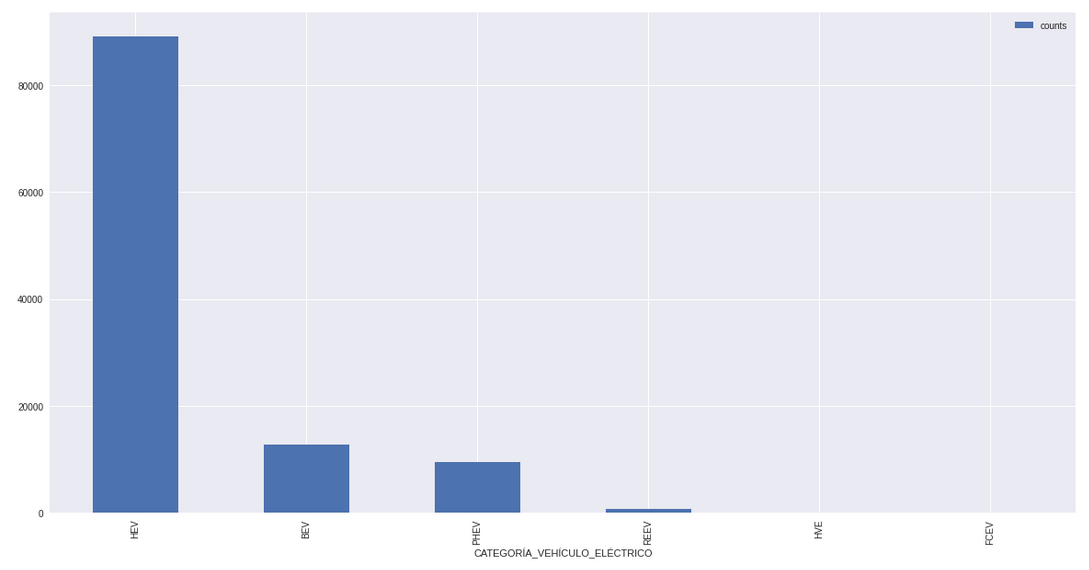 counts
80000
60000
40000
20000
0
HEV
BEV
PHEV
REEV
HVE
FCEV
CATEGORÍA_VEHÍCULO_ELÉCTRICO